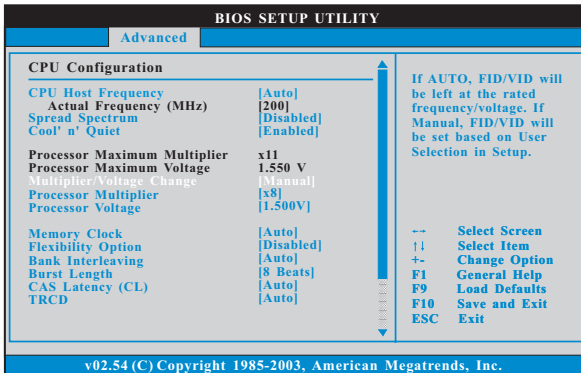 BIOS SETUP UTILITY
Advanced
CPU Configuration
CPU Host Frequency [Auto]
Actual Frequency (MHz) [200]
Spread Spectrum [Disabled]
Cool' n' Quiet [Enabled]
Processor Maximum Multiplier x11
Processor Maximum Voltage 1.550 V
Multiplier/Voltage Change [Manual]
Processor Multiplier [x8]
Processor Voltage [1.500V]
Memory Clock [Auto]
Flexibility Option [Disabled]
Bank Interleaving [Auto]
Burst Length [8 Beats]
CAS Latency (CL) [Auto]
TRCD [Auto]
If AUTO, FID/VID will
be left at the rated
frequency/voltage. If
Manual, FID/VID will
be set based on User
Selection in Setup.
←→ Select Screen
↑↓ Select Item
+- Change Option
F1 General Help
F9 Load Defaults
F10 Save and Exit
ESC Exit
v02.54 (C) Copyright 1985-2003, American Megatrends, Inc.